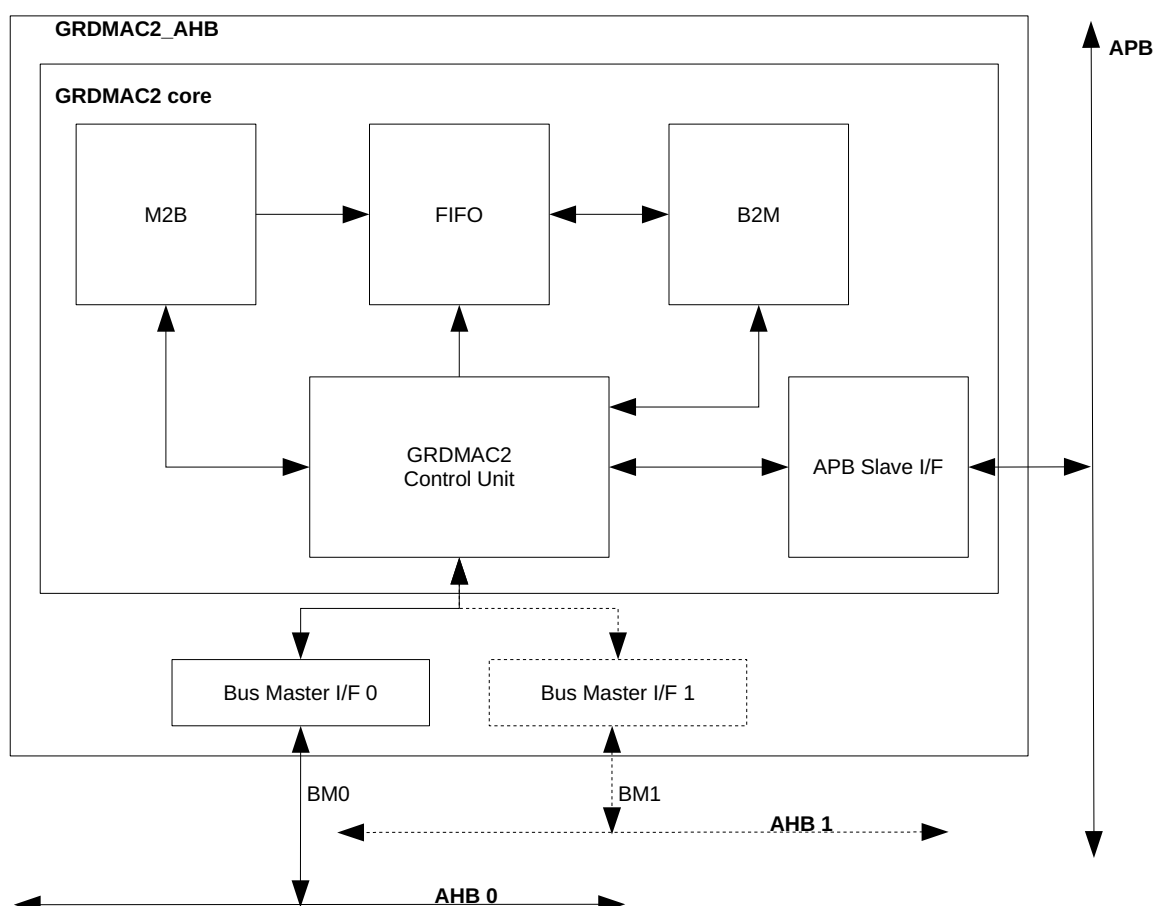 GRDMAC2_AHB
APB
GRDMAC2 core
M2B
FIFO
B2M
GRDMAC2
Control Unit
APB Slave I/F
Bus Master I/F 0
Bus Master I/F 1
BM0
BM1
AHB 1
AHB 0